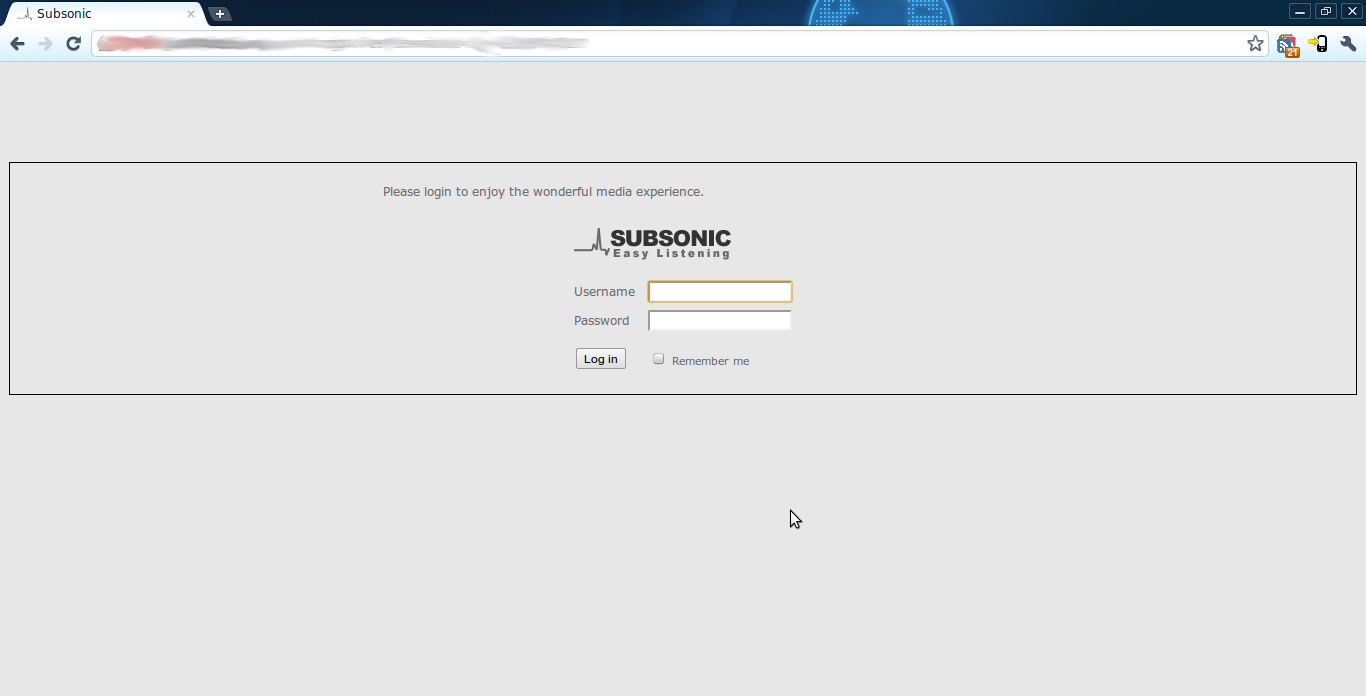 Subsonic
21
Please login to enjoy the wonderful media experience.
SUBSONIC
Easy Listening
Username
Password
Log in
Remember me